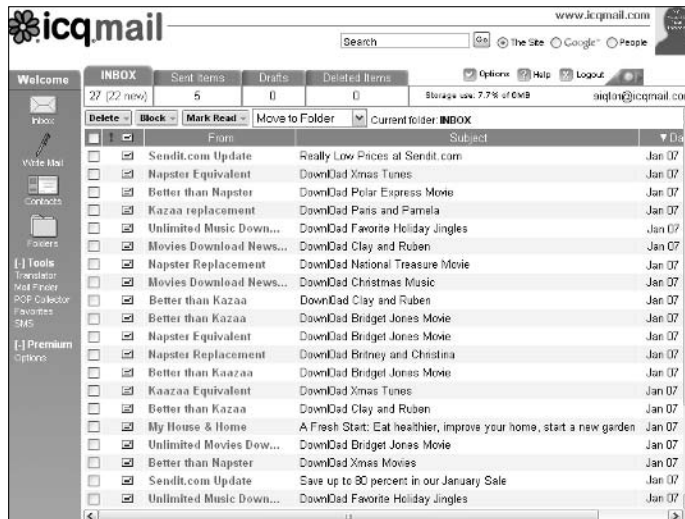 www.icqmail.com
icqmail
Search Go The Site Google People
Welcome INBOX Sent Items Drafts Deleted Items Options Help Logout
27 (22 new) 5 0 0 Storage use: 7.7% of 6MB
Inbox
Write Mail
Contacts
Folders
[-] Tools
Translator
Mail Finder
POP Collector
Favorites
SMS
[-] Premium
Options
Delete Block Mark Read Move to Folder Current folder: INBOX
From Subject Da
Sendit.com Update Really Low Prices at Sendit.com Jan 07
Napster Equivalent Downl0ad Xmas Tunes Jan 07
Better than Napster Downl0ad Polar Express Movie Jan 07
Kazaa replacement Downl0ad Paris and Pamela Jan 07
Unlimited Music Down... Downl0ad Favorite Holiday Jingles Jan 07
Movies Download News... Downl0ad Clay and Ruben Jan 07
Napster Replacement Downl0ad National Treasure Movie Jan 07
Movies Download News... Downl0ad Christmas Music Jan 07
Better than Kazaa Downl0ad Clay and Ruben Jan 07
Better than Kazaa Downl0ad Bridget Jones Movie Jan 07
Napster Equivalent Downl0ad Bridget Jones Movie Jan 07
Napster Replacement Downl0ad Britney and Christina Jan 07
Better than Kaazaa Downl0ad Bridget Jones Movie Jan 07
Kaazaa Equivalent Downl0ad Xmas Tunes Jan 07
Better than Kazaa Downl0ad Clay and Ruben Jan 07
My House & Home A Fresh Start: Eat healthier, improve your home, start a new garden Jan 07
Unlimited Movies Dow... Downl0ad Bridget Jones Movie Jan 07
Better than Napster Downl0ad Xmas Movies Jan 07
Sendit.com Update Save up to 80 percent in our January Sale Jan 07
Unlimited Music Down... Downl0ad Favorite Holiday Jingles Jan 07